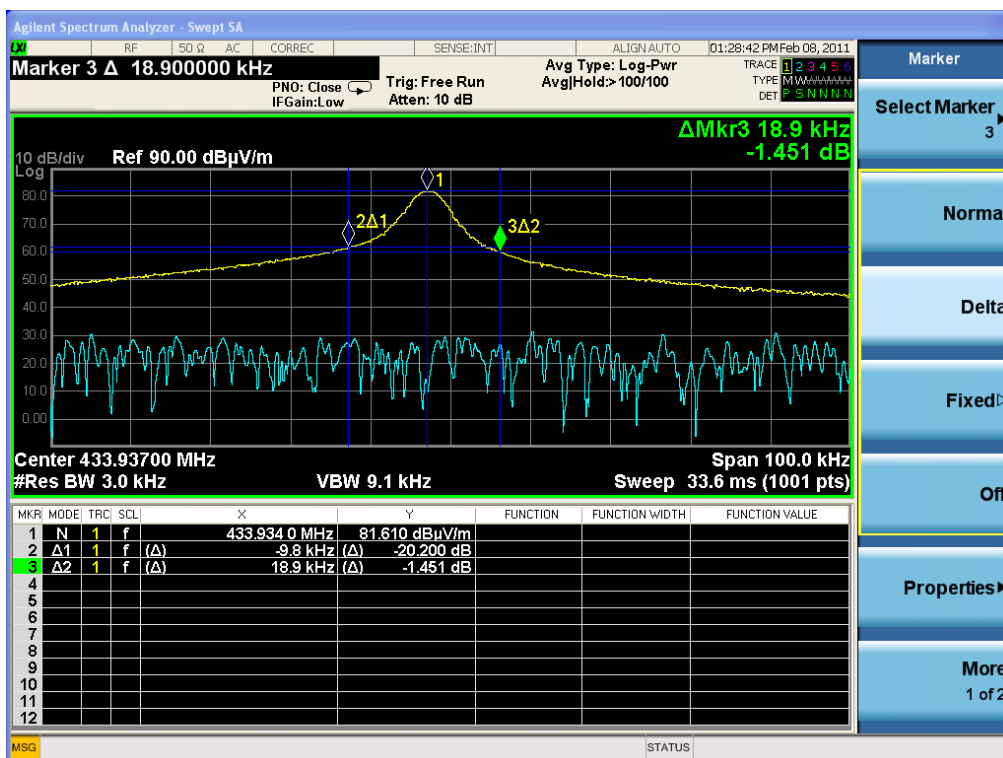 Agilent Spectrum Analyzer - Swept SA
LXI RF 50 Ω AC CORREC SENSE:INT ALIGN AUTO 01:28:42 PM Feb 08, 2011
Marker 3 Δ 18.900000 kHz
PNO: Close
IFGain:Low
Trig: Free Run
Atten: 10 dB
Avg Type: Log-Pwr
Avg|Hold:>100/100
TRACE 1 2 3 4 5 6
TYPE MWWWWW
DET P S N N N N
ΔMkr3 18.9 kHz
-1.451 dB
10 dB/div Ref 90.00 dBµV/m
Log
80.0
70.0
60.0
50.0
40.0
30.0
20.0
10.0
0.00
1
2Δ1
3Δ2
Center 433.93700 MHz Span 100.0 kHz
#Res BW 3.0 kHz VBW 9.1 kHz Sweep 33.6 ms (1001 pts)
MKR MODE TRC SCL X Y FUNCTION FUNCTION WIDTH FUNCTION VALUE
1 N 1 f 433.934 0 MHz 81.610 dBµV/m
2 Δ1 1 f (Δ) -9.8 kHz (Δ) -20.200 dB
3 Δ2 1 f (Δ) 18.9 kHz (Δ) -1.451 dB
4
5
6
7
8
9
10
11
12
MSG STATUS
Marker
Select Marker
3
Norma
Delta
Fixed
Off
Properties
More
1 of 2